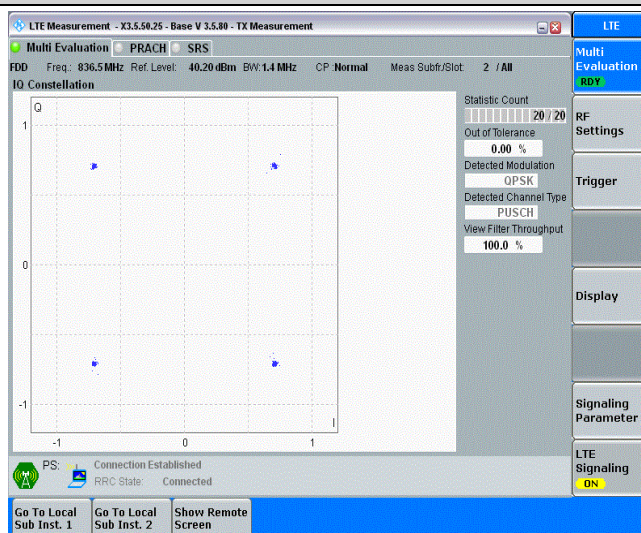 LTE Measurement - X3.5.50.25 - Base V 3.5.80 - TX Measurement
LTE
Multi Evaluation PRACH SRS
FDD Freq.: 836.5 MHz Ref. Level: 40.20 dBm BW: 1.4 MHz CP :Normal Meas Subfr./Slot: 2 / All
IQ Constellation
Q
1
0
-1
-1 0 1
I
Statistic Count
20 / 20
Out of Tolerance
0.00 %
Detected Modulation
QPSK
Detected Channel Type
PUSCH
View Filter Throughput
100.0 %
Multi
Evaluation
RDY
RF
Settings
Trigger
Display
Signaling
Parameter
LTE
Signaling
ON
PS: Connection Established
RRC State: Connected
Go To Local
Sub Inst. 1
Go To Local
Sub Inst. 2
Show Remote
Screen